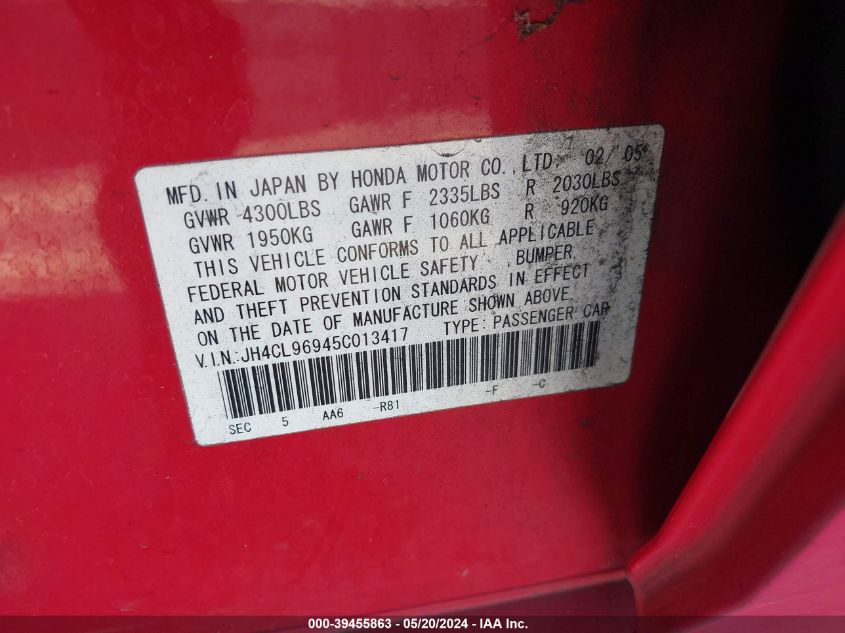 MFD. IN JAPAN BY HONDA MOTOR CO.,LTD. 02/'05
GVWR 4300LBS GAWR F 2335LBS R 2030LBS
GVWR 1950KG GAWR F 1060KG R 920KG
THIS VEHICLE CONFORMS TO ALL APPLICABLE
FEDERAL MOTOR VEHICLE SAFETY, BUMPER,
AND THEFT PREVENTION STANDARDS IN EFFECT
ON THE DATE OF MANUFACTURE SHOWN ABOVE.
V.I.N.:JH4CL96945C013417 TYPE: PASSENGER CAR
SEC 5 AA6 -R81 -F -C
000-39455863 - 05/20/2024 - IAA Inc.